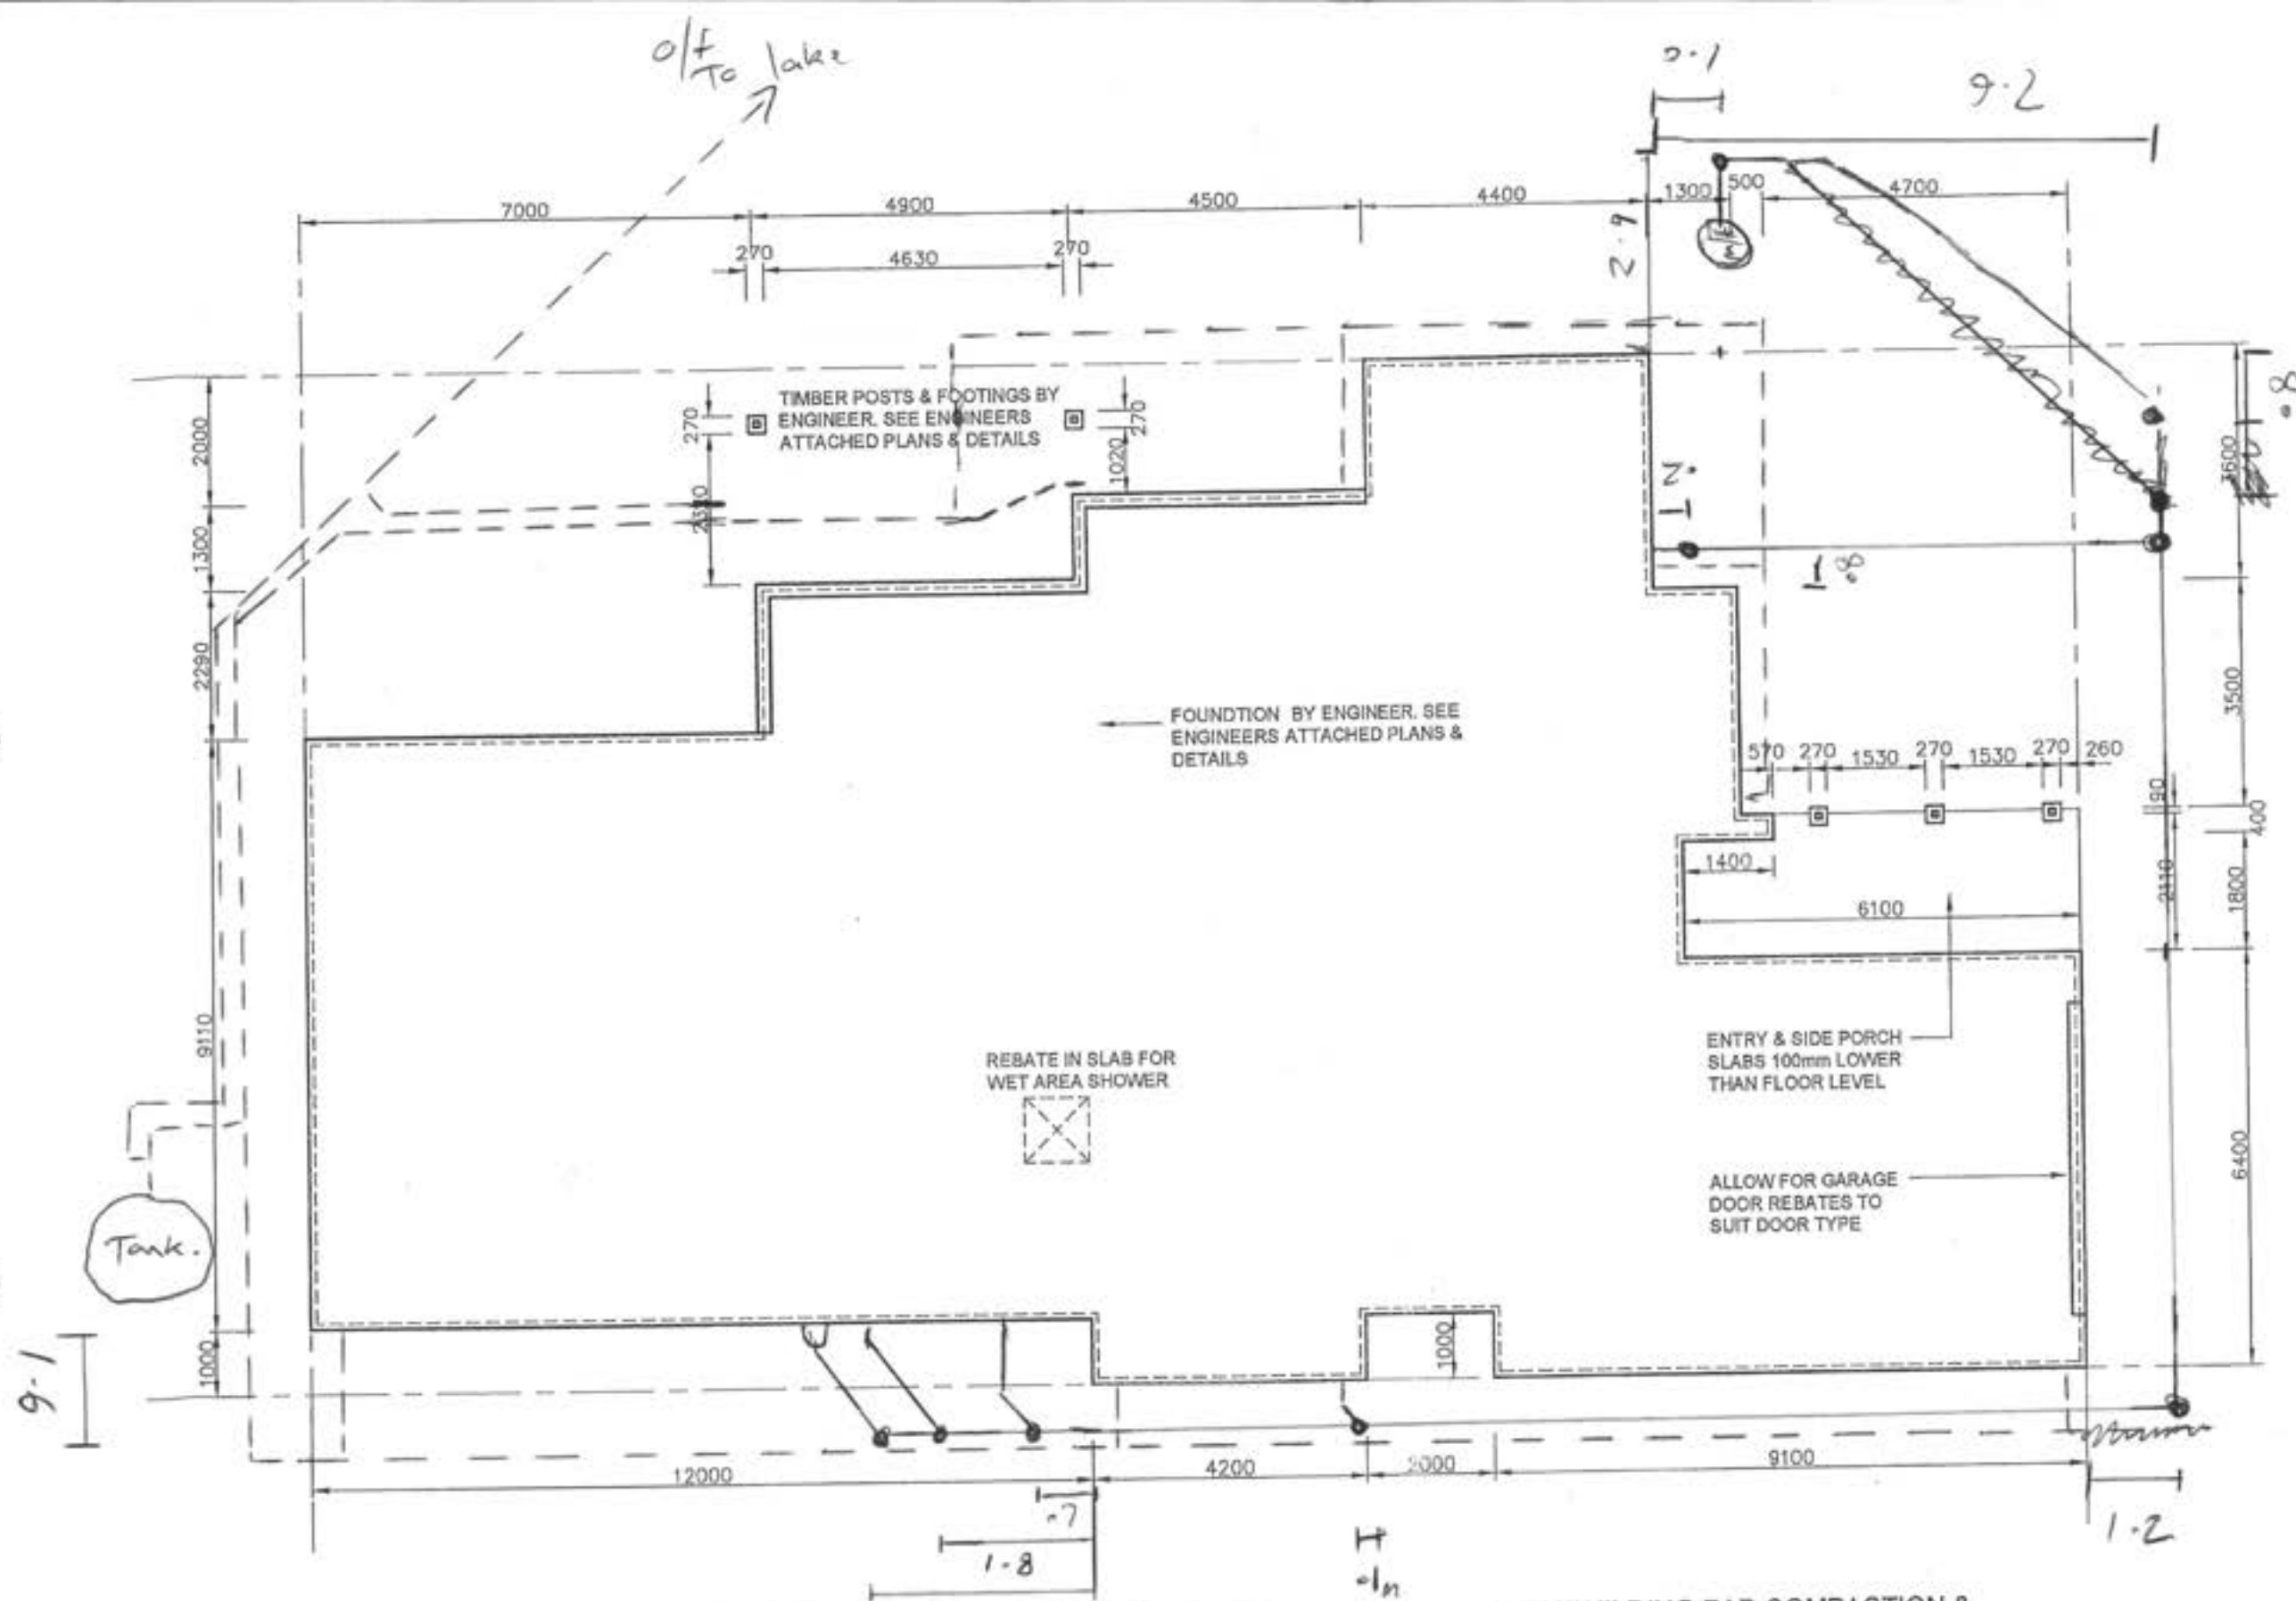 o/f
To lake
7000
4900
4500
4400
1300
500
4700
9.2
270
4630
270
2.9
TIMBER POSTS & FOOTINGS BY
ENGINEER. SEE ENGINEERS
ATTACHED PLANS & DETAILS
270
270
1020
2000
1300
2290
9110
1000
3600
3500
400
1800
6400
.8
.2
1.8
90
2110
FOUNDTION BY ENGINEER. SEE
ENGINEERS ATTACHED PLANS &
DETAILS
570
270
1530
270
1530
270
260
1400
6100
ENTRY & SIDE PORCH
SLABS 100mm LOWER
THAN FLOOR LEVEL
REBATE IN SLAB FOR
WET AREA SHOWER
ALLOW FOR GARAGE
DOOR REBATES TO
SUIT DOOR TYPE
Tank.
1000
12000
4200
9100
.7
1.8
1.2